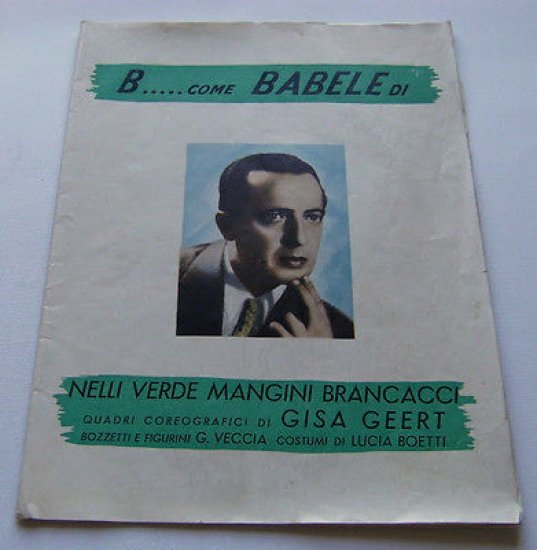 B.....COME BABELE DI
NELLI VERDE MANGINI BRANCACCI
QUADRI COREOGRAFICI DI GISA GEERT
BOZZETTI E FIGURINI G. VECCIA COSTUMI DI LUCIA BOETTI